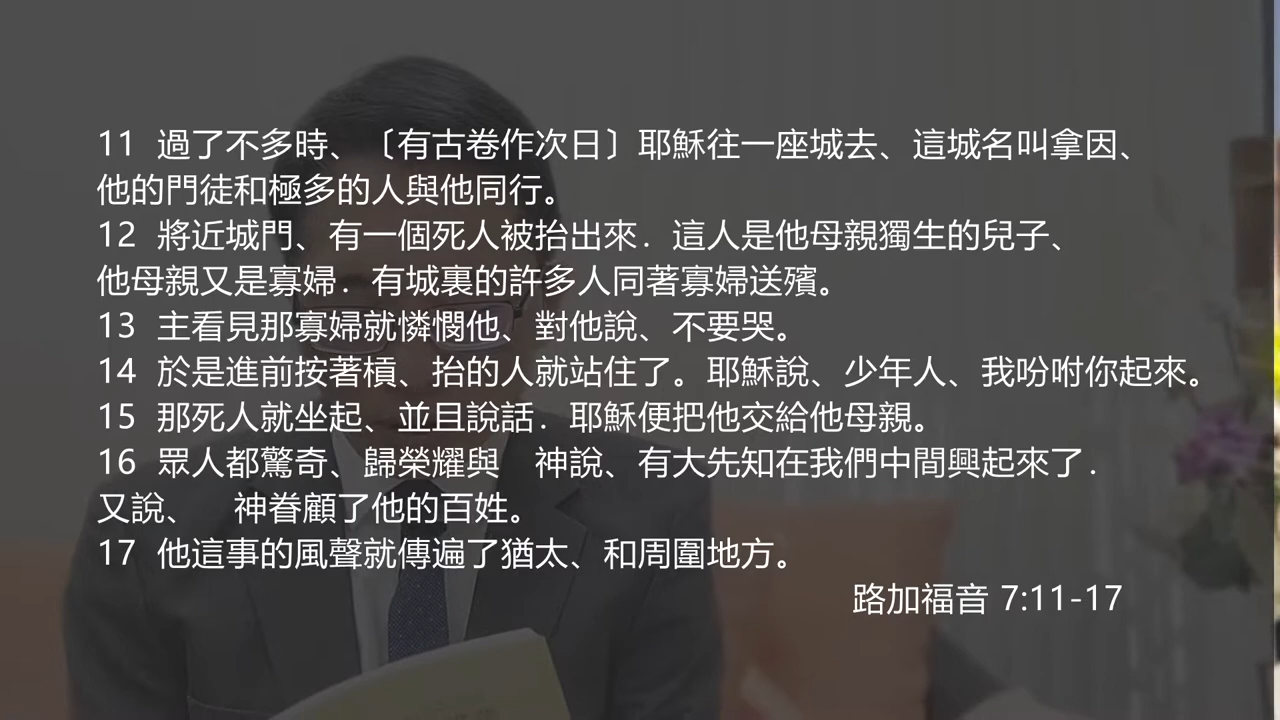 11 過了不多時、〔有古卷作次日〕耶穌往一座城去、這城名叫拿因、
他的門徒和極多的人與他同行。
12 將近城門、有一個死人被抬出來．這人是他母親獨生的兒子、
他母親又是寡婦．有城裏的許多人同著寡婦送殯。
13 主看見那寡婦就憐憫他、對他說、不要哭。
14 於是進前按著槓、抬的人就站住了。耶穌說、少年人、我吩咐你起來。
15 那死人就坐起、並且說話．耶穌便把他交給他母親。
16 眾人都驚奇、歸榮耀與　神說、有大先知在我們中間興起來了．
又說、　神眷顧了他的百姓。
17 他這事的風聲就傳遍了猶太、和周圍地方。
路加福音 7:11-17